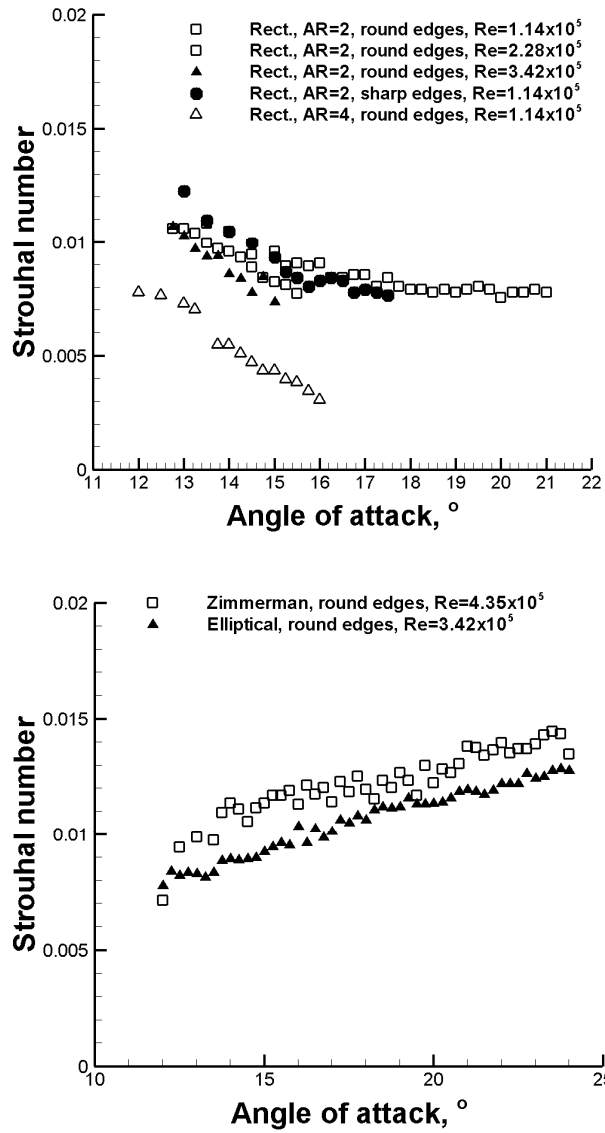 0.02
Rect., AR=2, round edges, Re=1.14x10⁵
Rect., AR=2, round edges, Re=2.28x10⁵
Rect., AR=2, round edges, Re=3.42x10⁵
Rect., AR=2, sharp edges, Re=1.14x10⁵
Rect., AR=4, round edges, Re=1.14x10⁵
0.015
0.01
0.005
0
Strouhal number
11 12 13 14 15 16 17 18 19 20 21 22
Angle of attack, °
0.02
Zimmerman, round edges, Re=4.35x10⁵
Elliptical, round edges, Re=3.42x10⁵
0.015
0.01
0.005
0
Strouhal number
10 15 20 25
Angle of attack, °